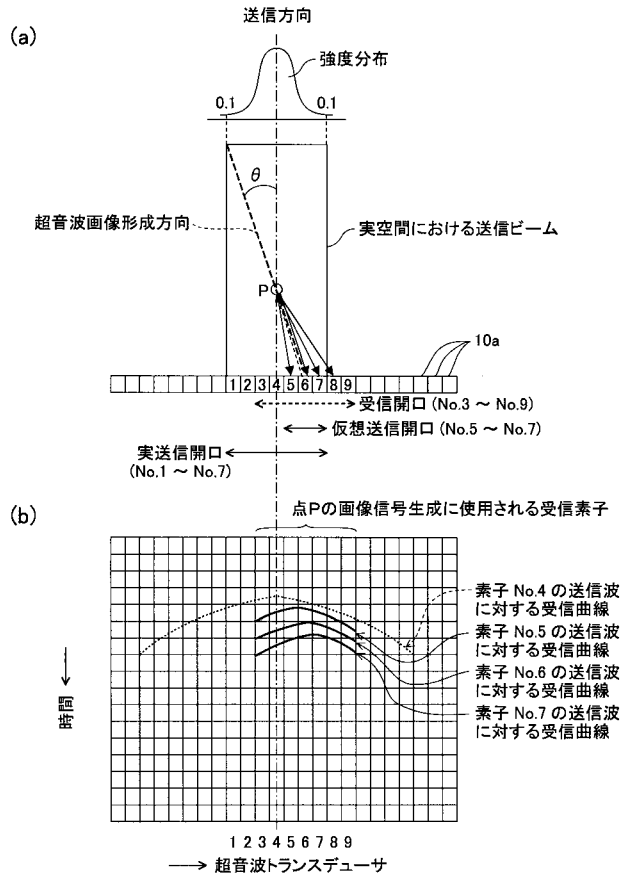 送信方向
(a)
強度分布
0.1
0.1
θ
超音波画像形成方向
実空間における送信ビーム
P
10a
1 2 3 4 5 6 7 8 9
受信開口 (No.3 ～ No.9)
仮想送信開口 (No.5 ～ No.7)
実送信開口
(No.1 ～ No.7)
(b)
点Pの画像信号生成に使用される受信素子
素子 No.4 の送信波
に対する受信曲線
素子 No.5 の送信波
に対する受信曲線
素子 No.6 の送信波
に対する受信曲線
素子 No.7 の送信波
に対する受信曲線
時間
1 2 3 4 5 6 7 8 9
超音波トランスデューサ